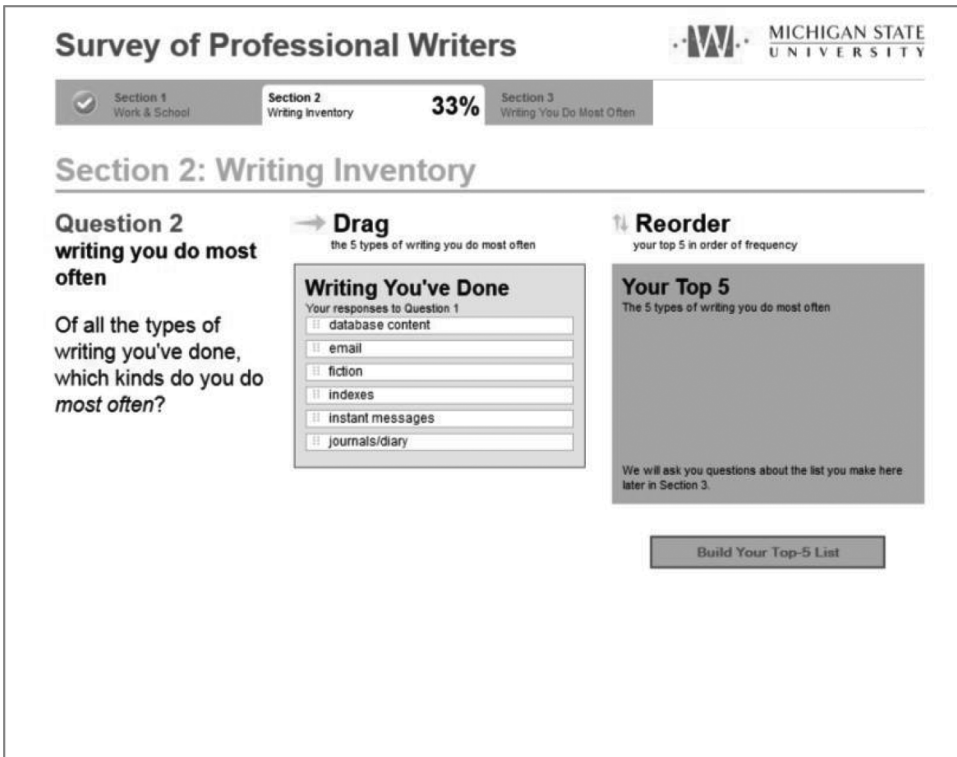 Survey of Professional Writers
W
MICHIGAN STATE
UNIVERSITY
Section 1
Work & School
Section 2
Writing Inventory
33%
Section 3
Writing You Do Most Often
Section 2: Writing Inventory
Question 2
writing you do most
often
Of all the types of
writing you've done,
which kinds do you do
most often?
Drag
the 5 types of writing you do most often
Writing You've Done
Your responses to Question 1
database content
email
fiction
indexes
instant messages
journals/diary
Reorder
your top 5 in order of frequency
Your Top 5
The 5 types of writing you do most often
We will ask you questions about the list you make here
later in Section 3.
Build Your Top-5 List